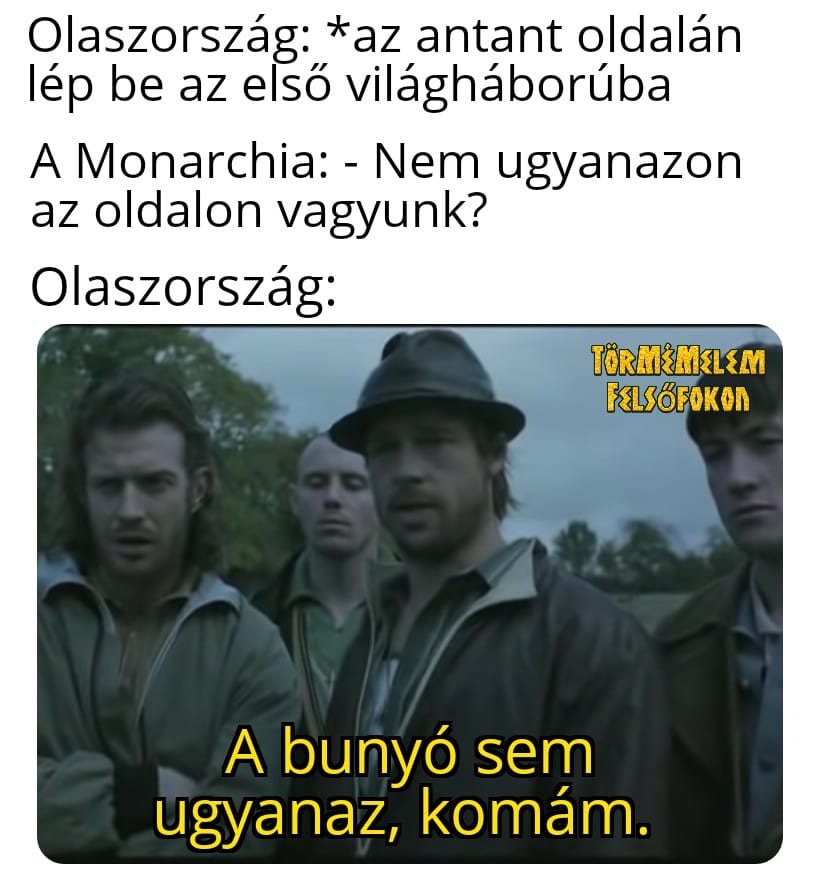 Olaszország: *az antant oldalán
lép be az első világháborúba
A Monarchia: - Nem ugyanazon
az oldalon vagyunk?
Olaszország:
TörMéMelem
Felsőfokon
A bunyó sem
ugyanaz, komám.